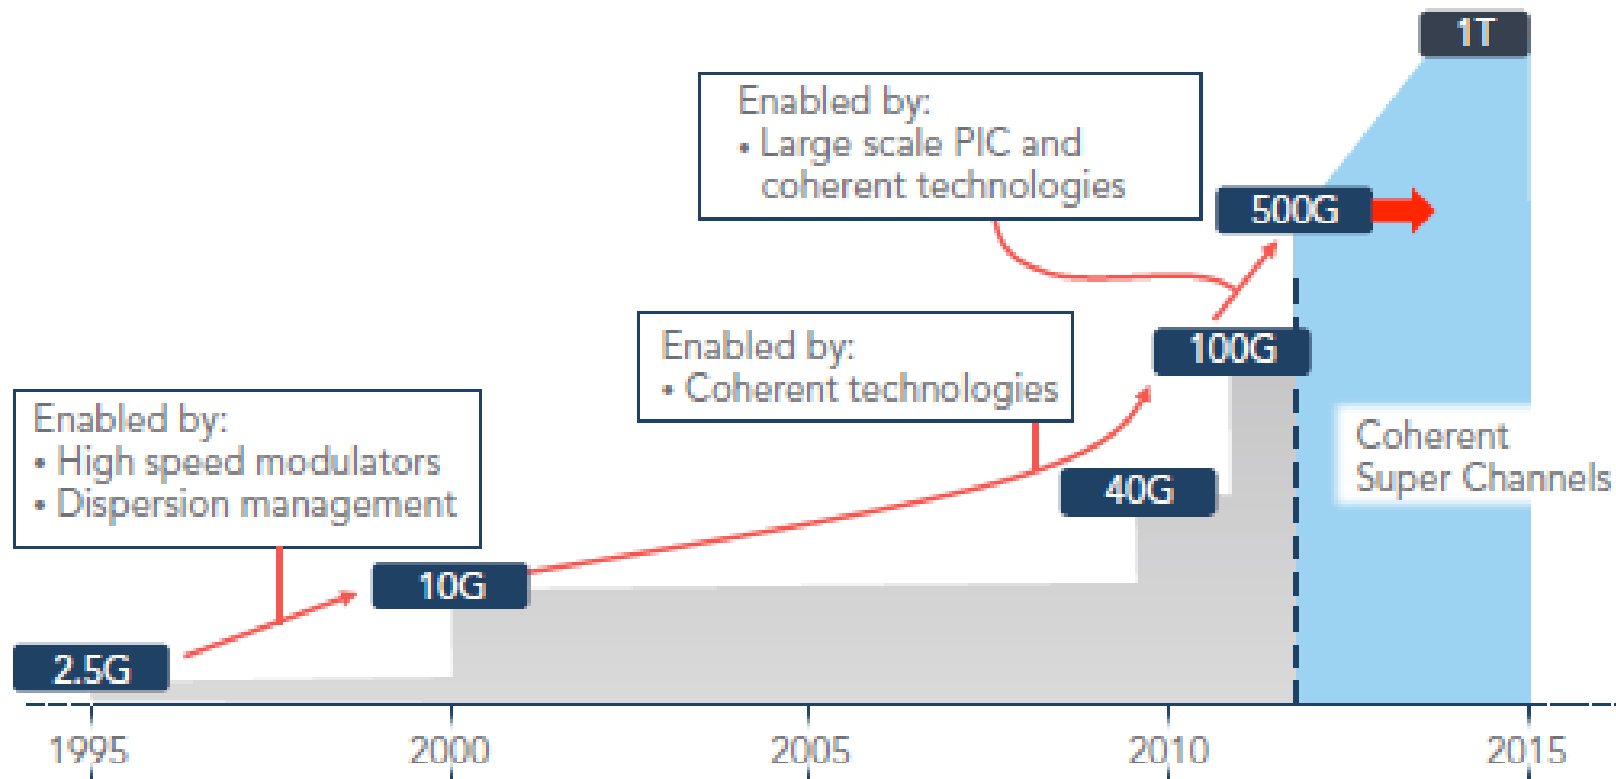 1T
Enabled by:
• Large scale PIC and
coherent technologies
500G
Enabled by:
• Coherent technologies
100G
Enabled by:
• High speed modulators
• Dispersion management
40G
Coherent
Super Channels
10G
2.5G
1995
2000
2005
2010
2015